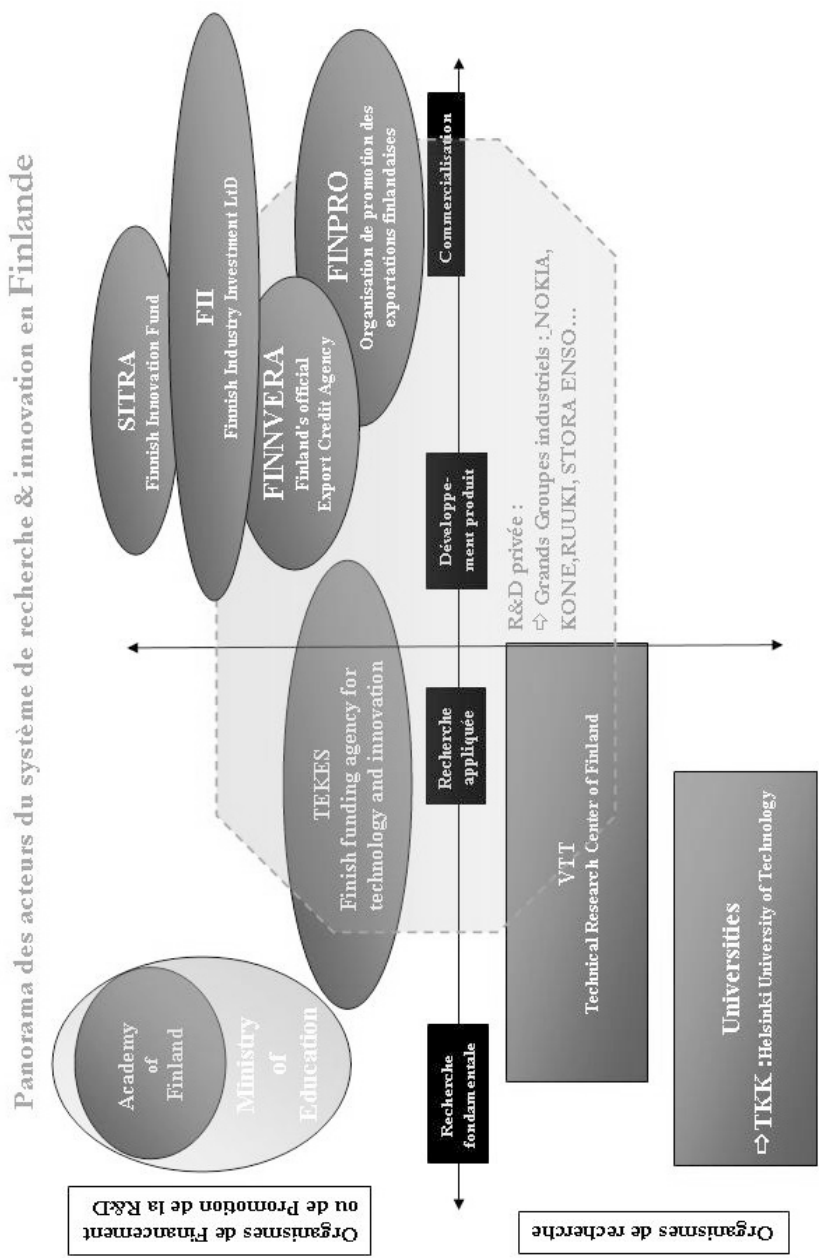 Panorama des acteurs du système de recherche & innovation en Finlande
Organismes de Financement
ou de Promotion de la R&D
Academy
of
Finland
Ministry
of
Education
TEKES
Finish funding agency for
technology and innovation
SITRA
Finnish Innovation Fund
FII
Finnish Industry Investment LtD
FINNVERA
Finland's official
Export Credit Agency
FINPRO
Organisation de promotion des
exportations finlandaises
Recherche
fondamentale
Recherche
appliquée
Développe-
ment produit
Commercialisation
Organismes de recherche
VTT
Technical Research Center of Finland
Universities
⇨TKK :Helsinki University of Technology
R&D privée :
⇨ Grands Groupes industriels : NOKIA,
KONE,RUUKI, STORA ENSO…